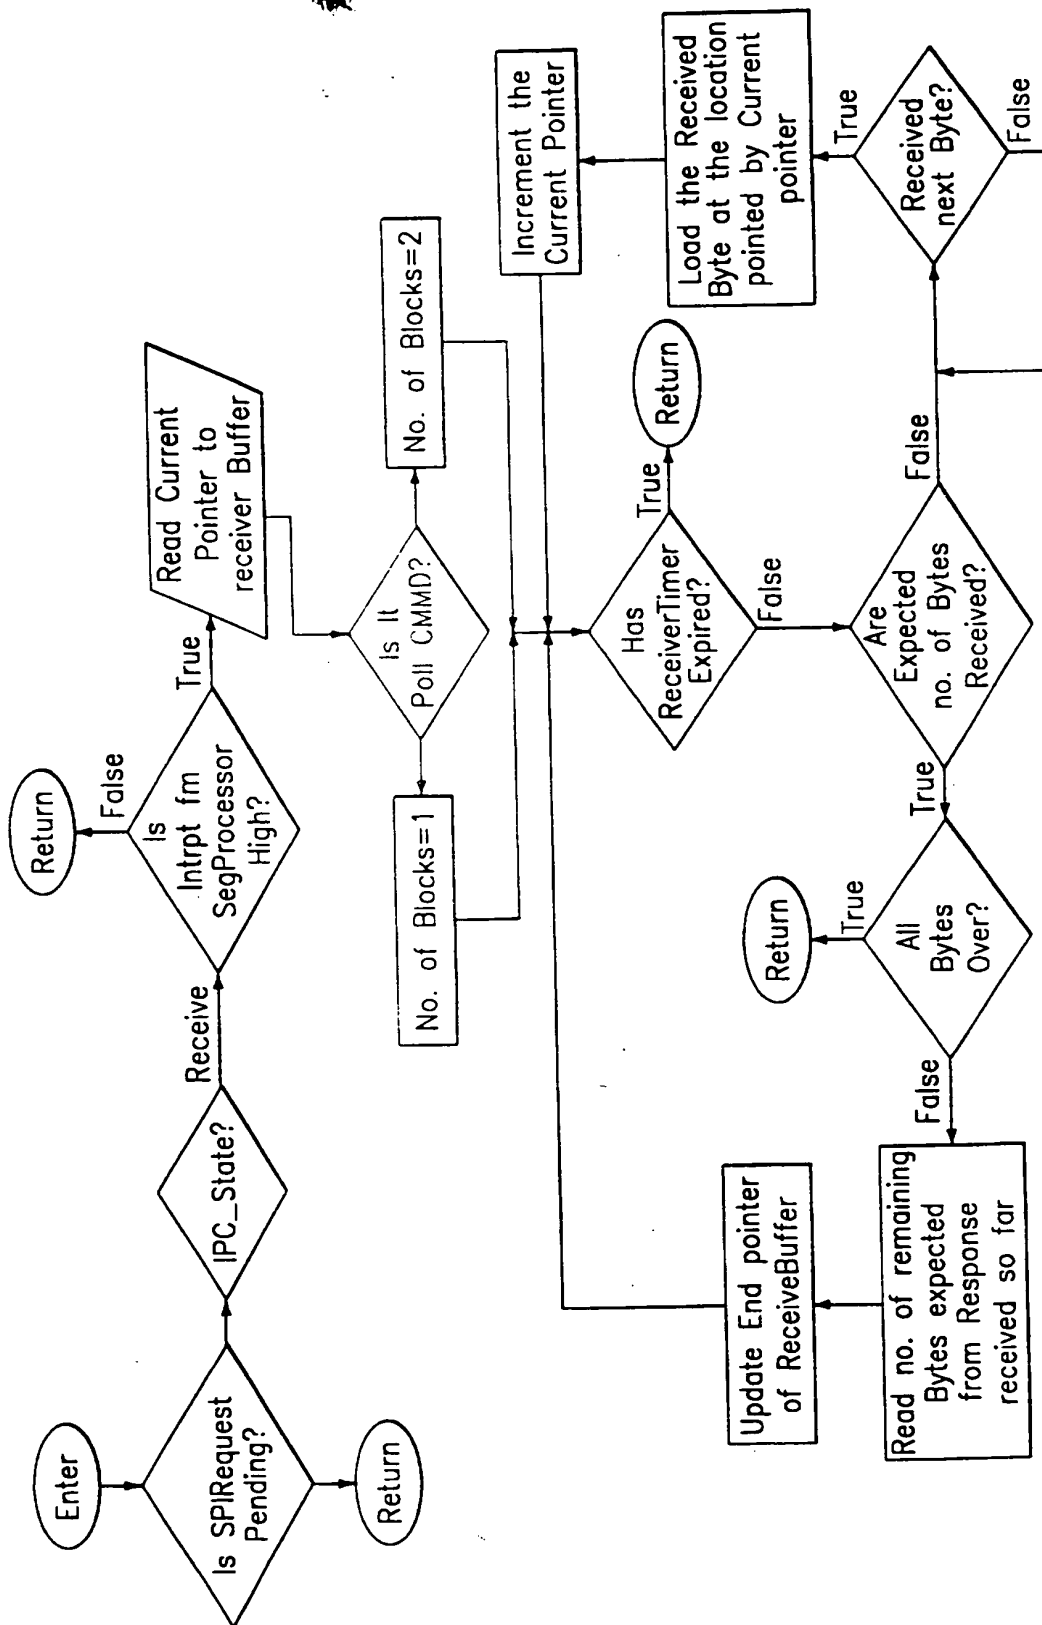 Enter
Is SPIRequest
Pending?
Return
IPC_State?
Receive
Is
Intrpt fm
SegProcessor
High?
False
Return
True
Read Current
Pointer to
receiver Buffer
Is It
Poll CMMD?
No. of Blocks=1
No. of Blocks=2
Increment the
Current Pointer
Has
ReceiverTimer
Expired?
True
Return
False
Load the Received
Byte at the location
pointed by Current
pointer
Are
Expected
no. of Bytes
Received?
False
True
Received
next Byte?
True
False
All
Bytes
Over?
True
Return
False
Read no. of remaining
Bytes expected
from Response
received so far
Update End pointer
of ReceiveBuffer